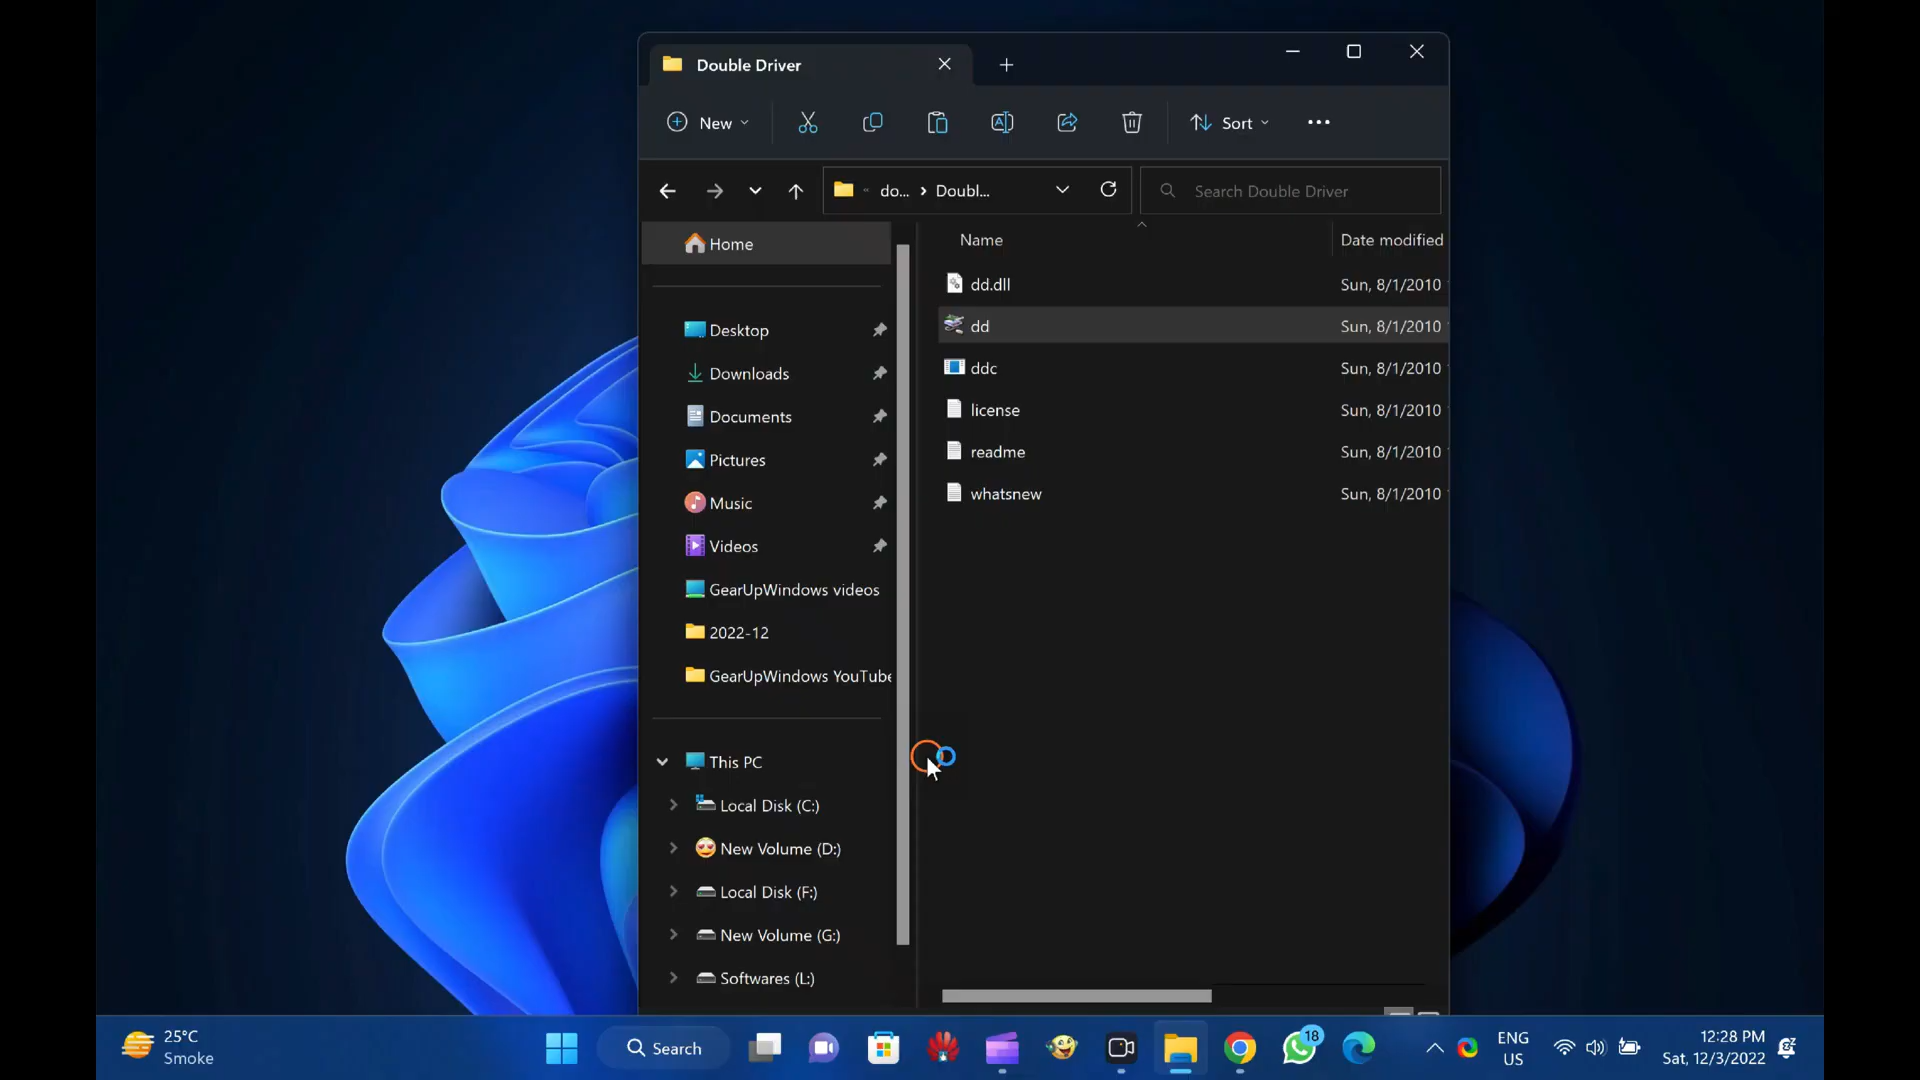 Double Driver
New
Sort
do... Doubl...
Search Double Driver
Home
Name Date modified
dd.dll Sun, 8/1/2010
dd Sun, 8/1/2010
ddc Sun, 8/1/2010
license Sun, 8/1/2010
readme Sun, 8/1/2010
whatsnew Sun, 8/1/2010
Desktop
Downloads
Documents
Pictures
Music
Videos
GearUpWindows videos
2022-12
GearUpWindows YouTube
This PC
Local Disk (C:)
New Volume (D:)
Local Disk (F:)
New Volume (G:)
Softwares (L:)
25°C
Smoke
Search
18
ENG
US
12:28 PM
Sat, 12/3/2022